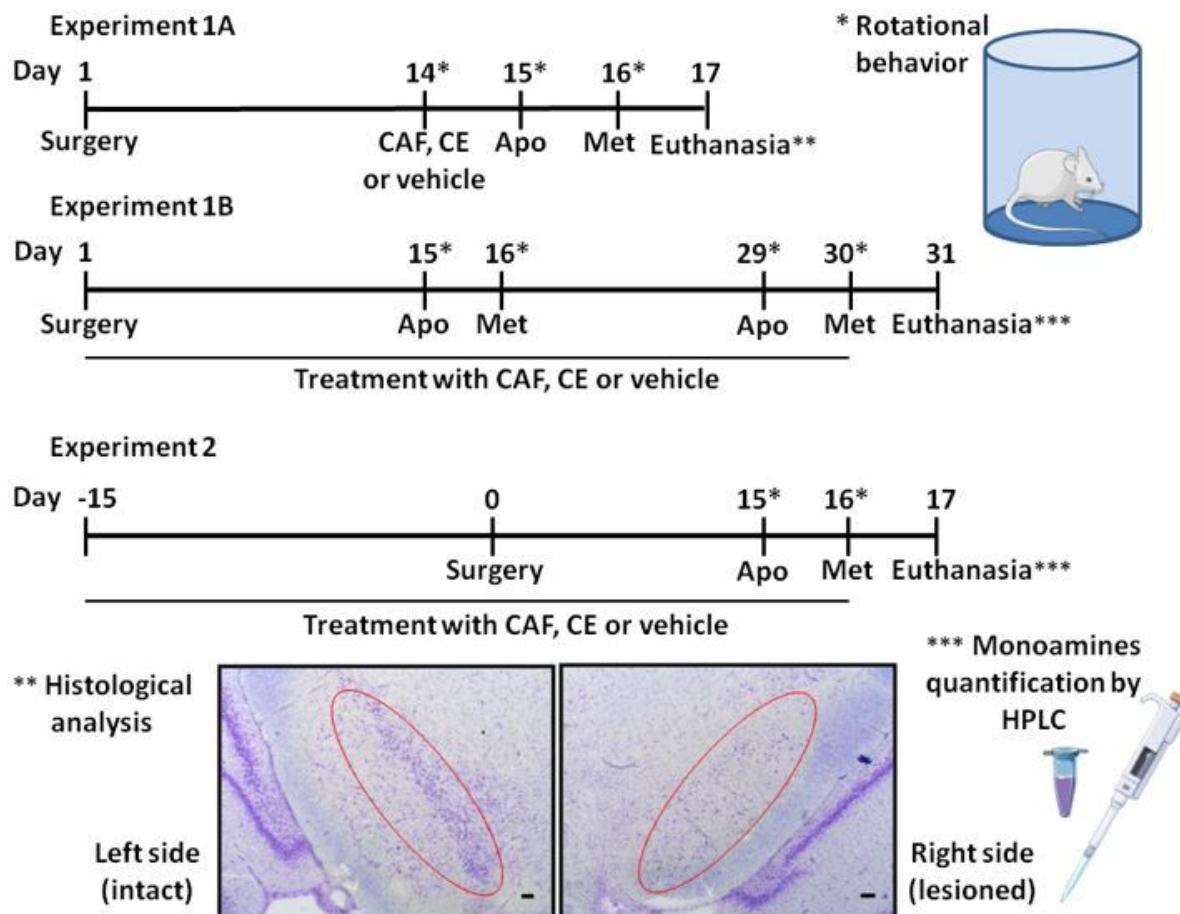 Experiment 1A
* Rotational
behavior
Day 1 14* 15* 16* 17
Surgery CAF, CE Apo Met Euthanasia**
or vehicle
Experiment 1B
Day 1 15* 16* 29* 30* 31
Surgery Apo Met Apo Met Euthanasia***
Treatment with CAF, CE or vehicle
Experiment 2
Day -15 0 15* 16* 17
Surgery Apo Met Euthanasia***
Treatment with CAF, CE or vehicle
** Histological
analysis
*** Monoamines
quantification by
HPLC
Left side
(intact)
Right side
(lesioned)